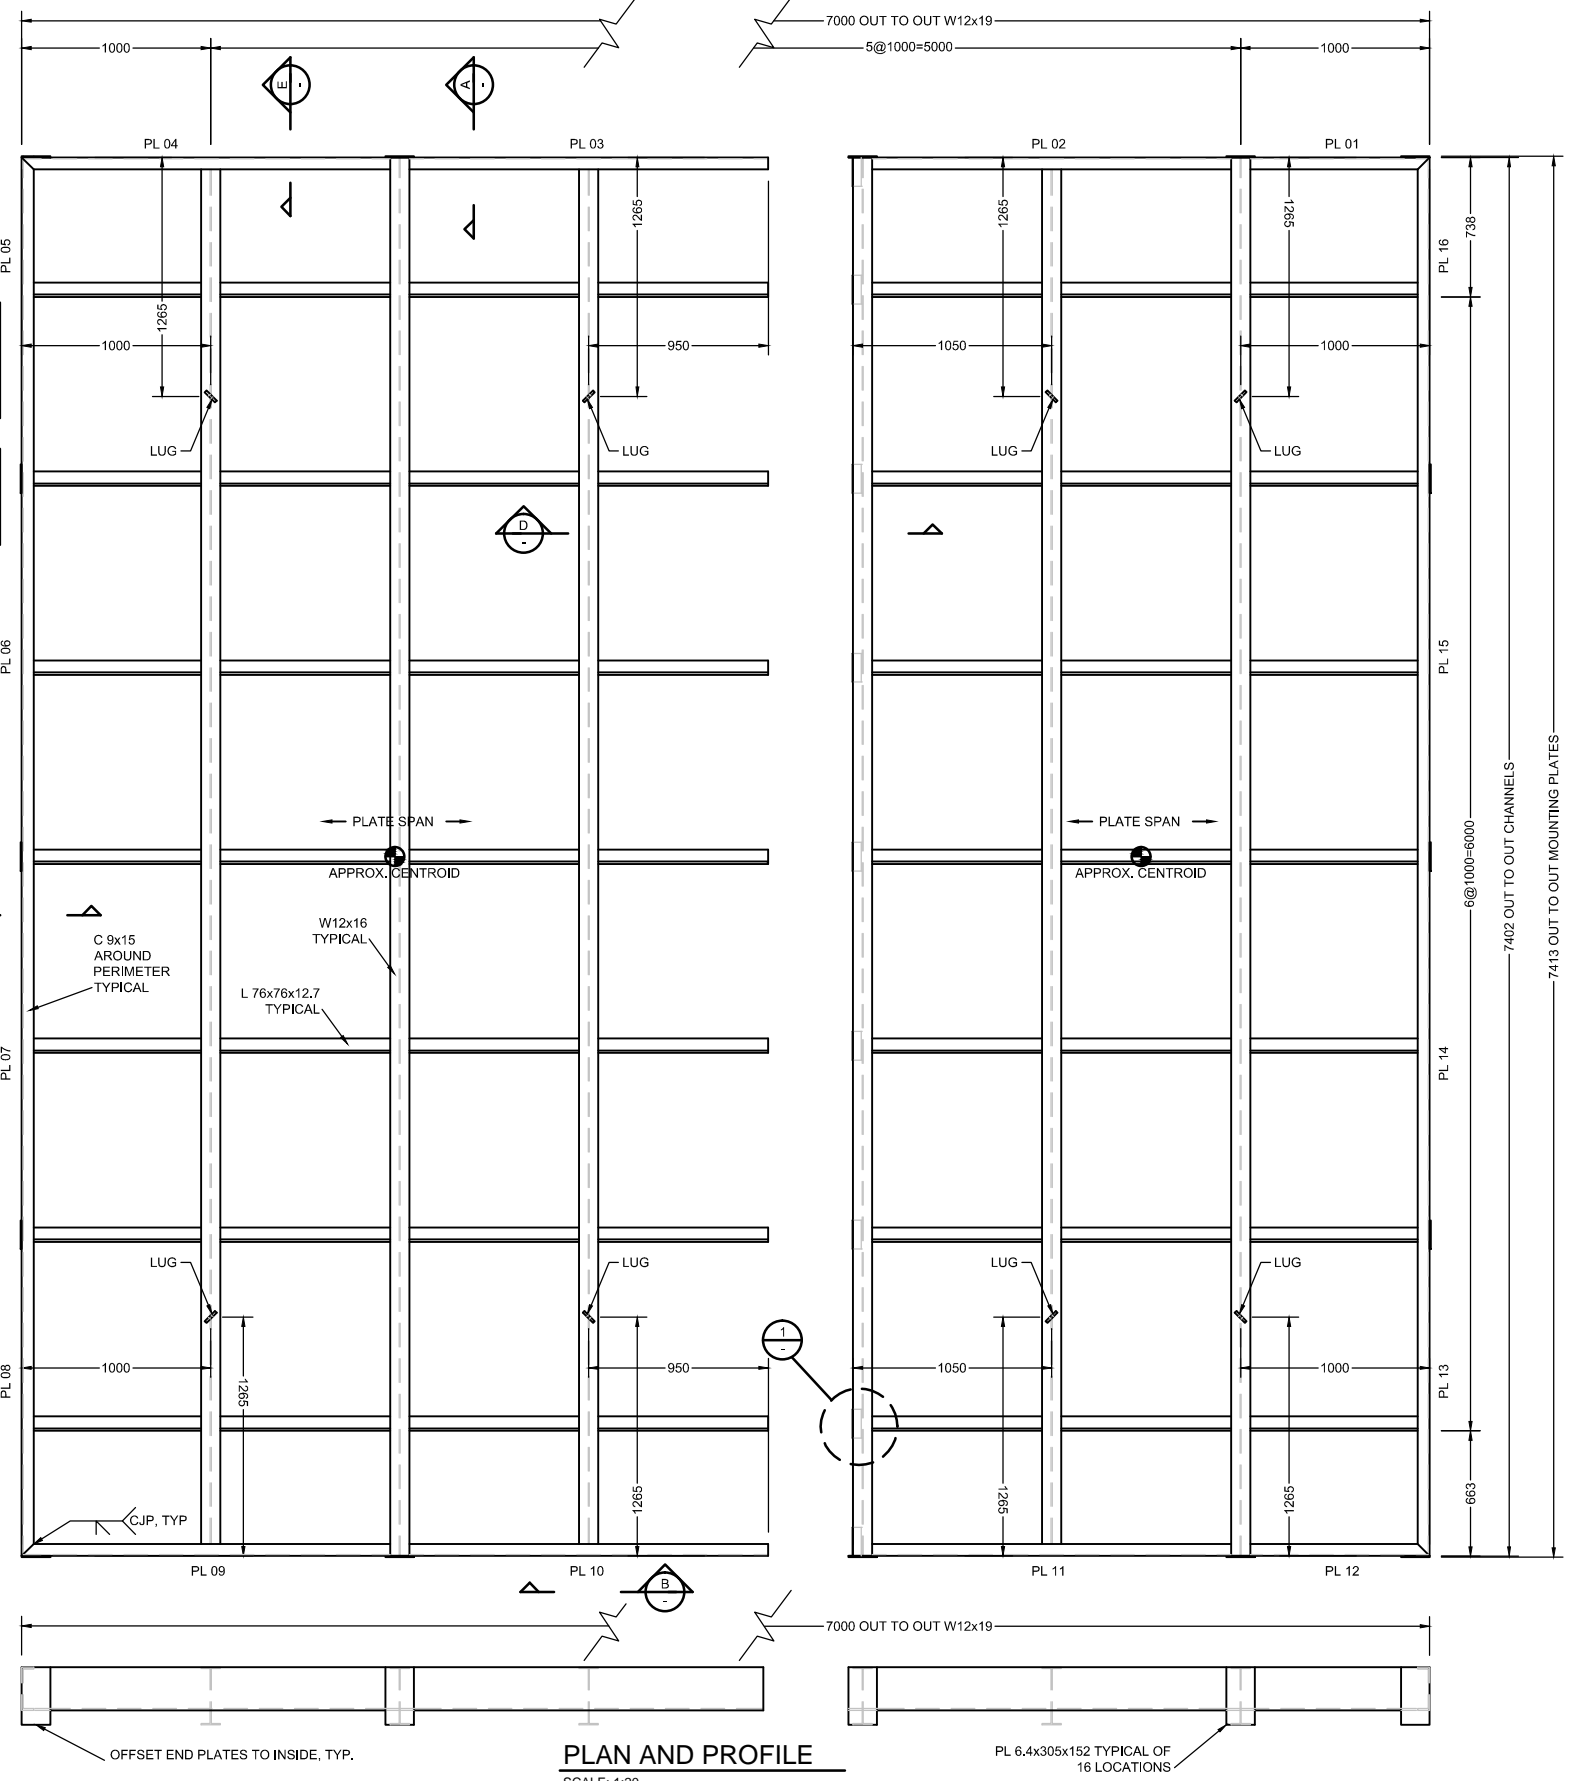 7000 OUT TO OUT W12x19
1000
5@1000=5000
1000
E
-
A
-
PL 04
PL 03
PL 02
PL 01
PL 05
1265
1265
1265
1265
738
PL 16
1000
950
1050
1000
LUG
LUG
LUG
LUG
D
-
PL 06
PL 15
PLATE SPAN
APPROX. CENTROID
PLATE SPAN
APPROX. CENTROID
6@1000=6000
7402 OUT TO OUT CHANNELS
7413 OUT TO OUT MOUNTING PLATES
C 9x15
AROUND
PERIMETER
TYPICAL
W12x16
TYPICAL
L 76x76x12.7
TYPICAL
PL 07
PL 14
LUG
LUG
LUG
LUG
1
-
PL 08
1000
950
1050
1000
PL 13
1265
1265
1265
1265
663
CJP, TYP
PL 09
PL 10
PL 11
PL 12
B
-
7000 OUT TO OUT W12x19
OFFSET END PLATES TO INSIDE, TYP.
PL 6.4x305x152 TYPICAL OF
16 LOCATIONS
PLAN AND PROFILE
SCALE: 1:20